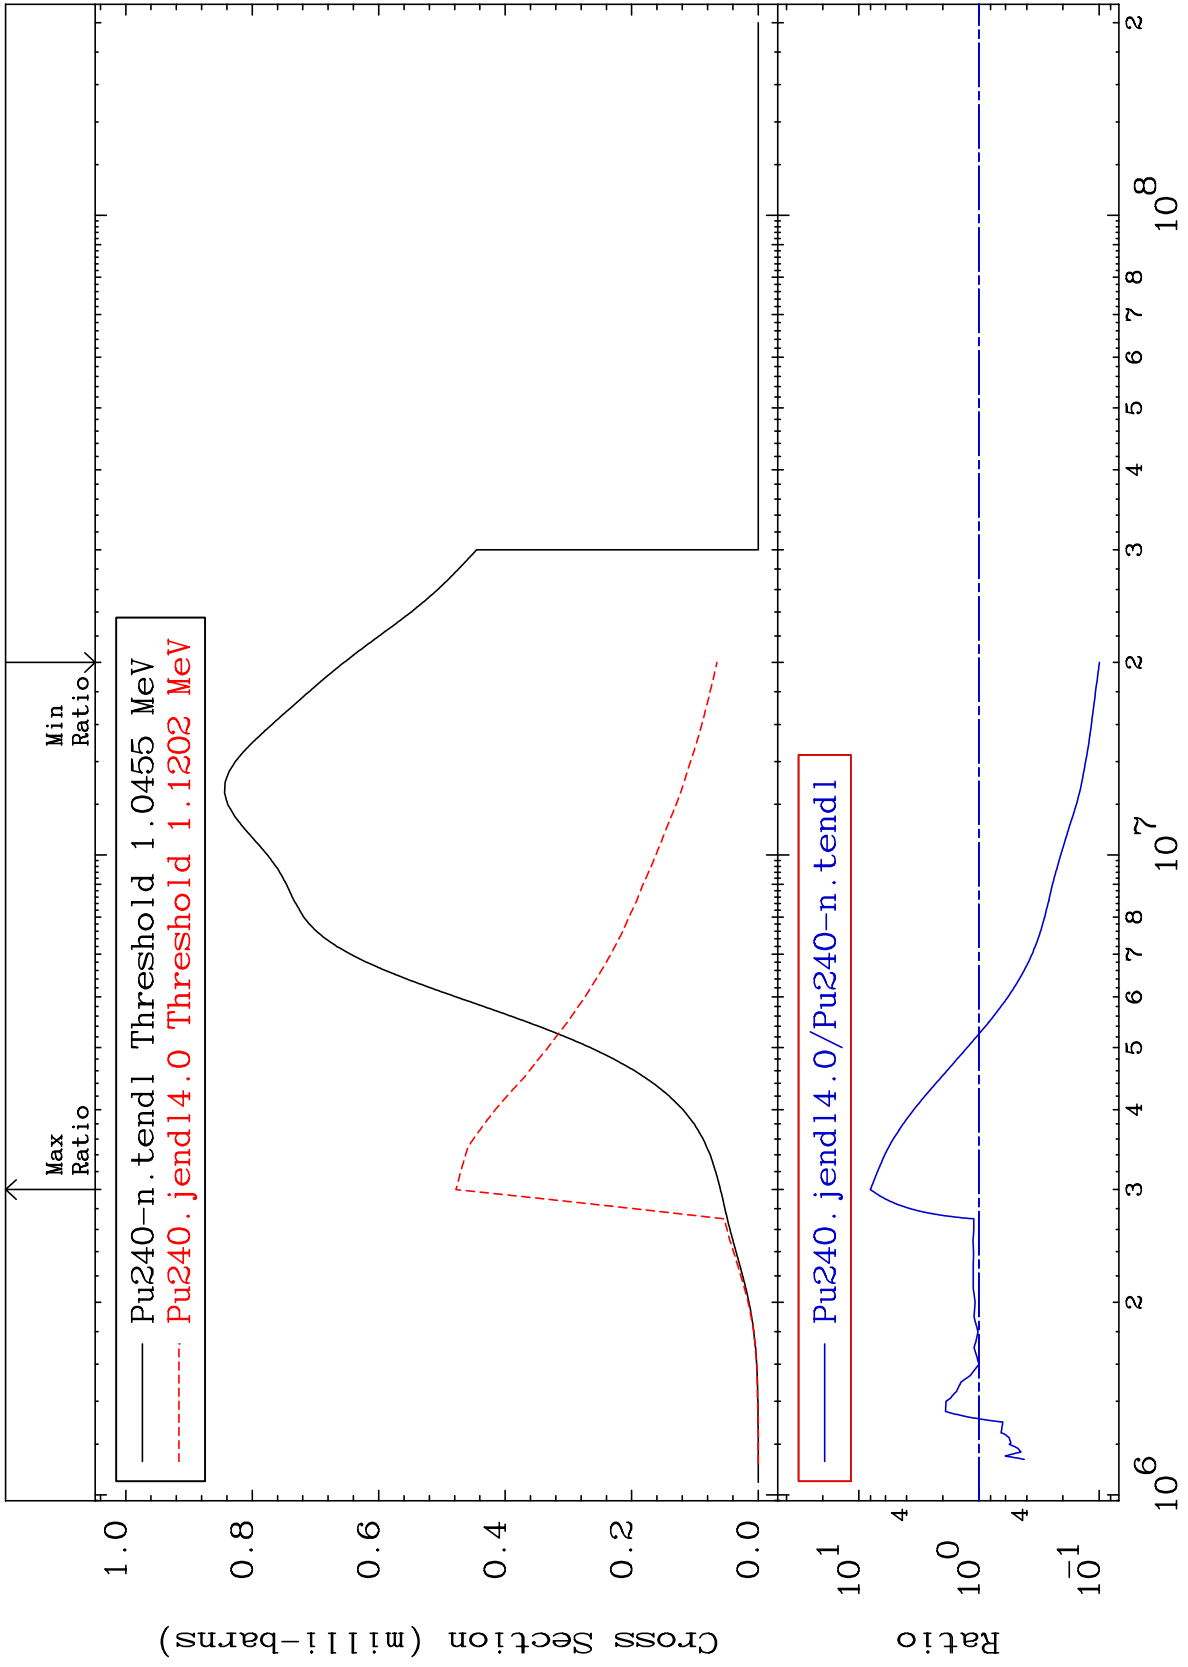 Max
Ratio
Min
Ratio
Pu240-n.tendl Threshold 1.0455 MeV
Pu240.jendl4.0 Threshold 1.1202 MeV
Cross Section (milli-barns)
1.0
0.8
0.6
0.4
0.2
0.0
Pu240.jendl4.0/Pu240-n.tendl
Ratio
10^1
4
10^0
4
10^-1
10^6 2 3 4 5 6 7 8 10^7 2 3 4 5 6 7 8 10^8 2